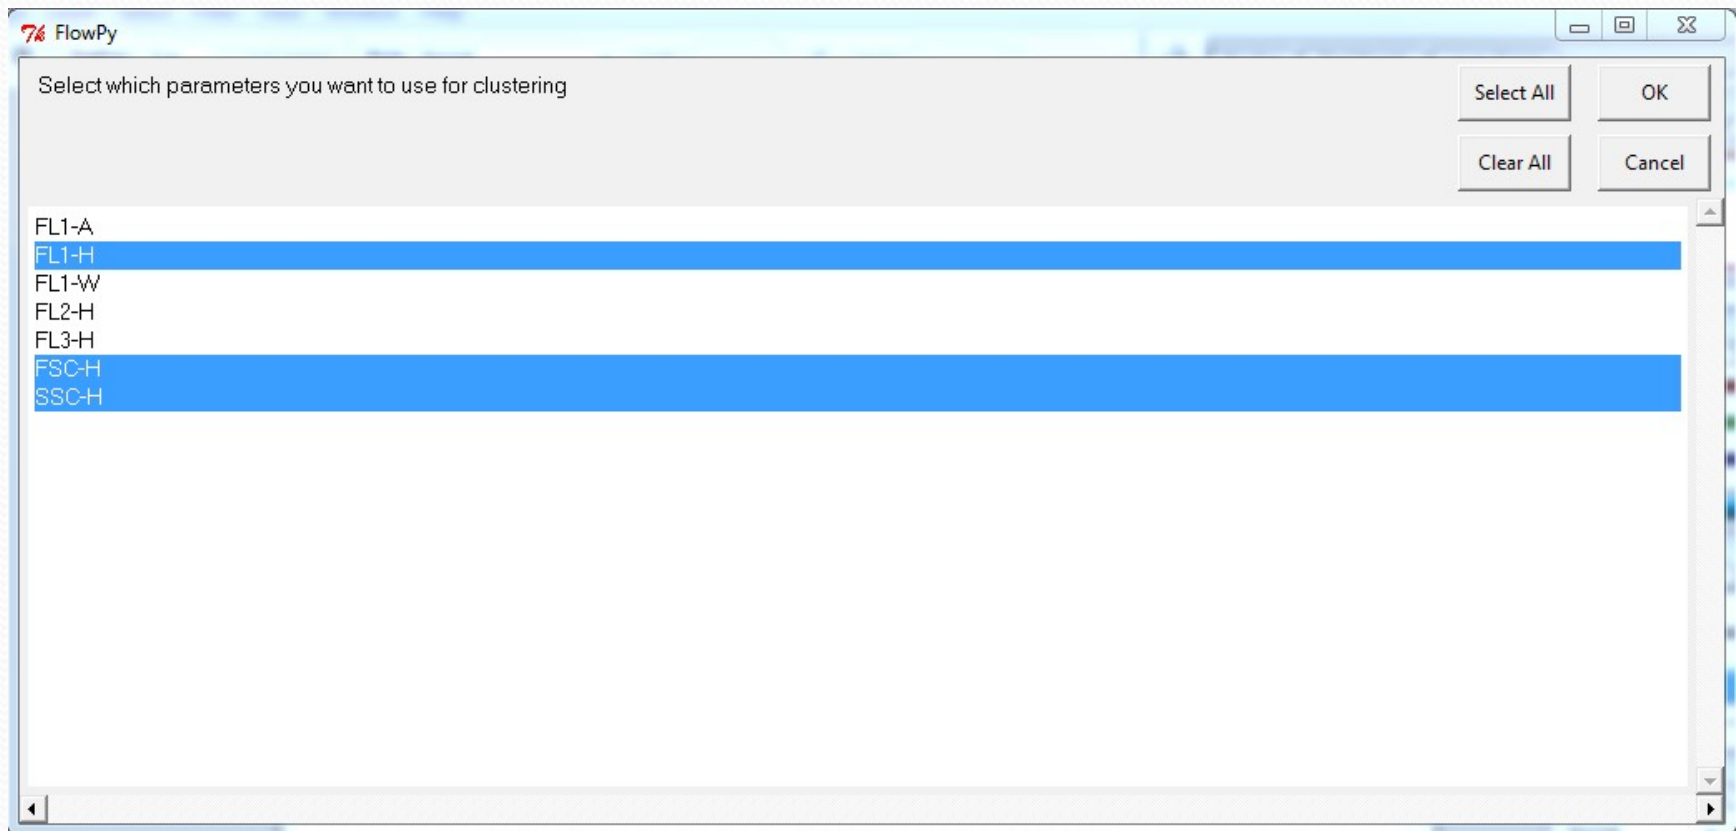 FlowPy
Select which parameters you want to use for clustering
Select All
OK
Clear All
Cancel
FL1-A
FL1-H
FL1-W
FL2-H
FL3-H
FSC-H
SSC-H